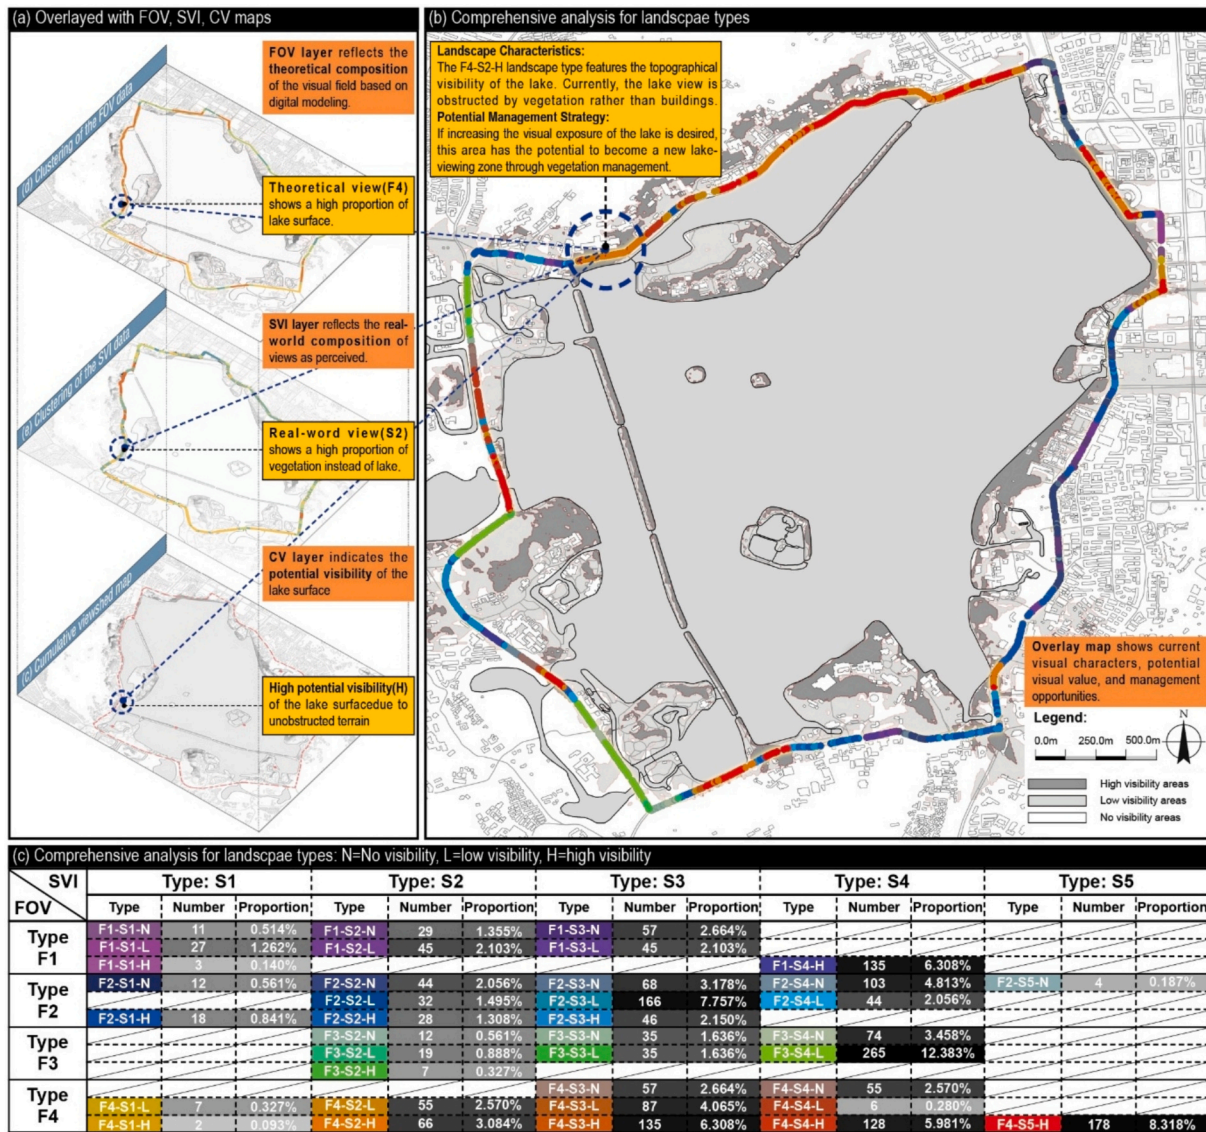 (a) Overlayed with FOV, SVI, CV maps
FOV layer reflects the
theoretical composition
of the visual field based on
digital modeling.
(d) Clustering of the FOV data
Theoretical view(F4)
shows a high proportion of
lake surface.
SVI layer reflects the real-
world composition of
views as perceived.
(e) Clustering of the SVI data
Real-word view(S2)
shows a high proportion of
vegetation instead of lake.
CV layer indicates the
potential visibility of the
lake surface
(c) Cumulative viewshed map
High potential visibility(H)
of the lake surfacedue to
unobstructed terrain
(b) Comprehensive analysis for landscpae types
Landscape Characteristics:
The F4-S2-H landscape type features the topographical
visibility of the lake. Currently, the lake view is
obstructed by vegetation rather than buildings.
Potential Management Strategy:
If increasing the visual exposure of the lake is desired,
this area has the potential to become a new lake-
viewing zone through vegetation management.
Overlay map shows current
visual characters, potential
visual value, and management
opportunities.
Legend:
N
0.0m 250.0m 500.0m
High visibility areas
Low visibility areas
No visibility areas
(c) Comprehensive analysis for landscpae types: N=No visibility, L=low visibility, H=high visibility
SVI Type: S1 Type: S2 Type: S3 Type: S4 Type: S5
FOV Type Number Proportion Type Number Proportion Type Number Proportion Type Number Proportion Type Number Proportion
Type F1
F1-S1-N 11 0.514% F1-S2-N 29 1.355% F1-S3-N 57 2.664%
F1-S1-L 27 1.262% F1-S2-L 45 2.103% F1-S3-L 45 2.103%
F1-S1-H 3 0.140% F1-S4-H 135 6.308%
Type F2
F2-S1-N 12 0.561% F2-S2-N 44 2.056% F2-S3-N 68 3.178% F2-S4-N 103 4.813% F2-S5-N 4 0.187%
F2-S2-L 32 1.495% F2-S3-L 166 7.757% F2-S4-L 44 2.056%
F2-S1-H 18 0.841% F2-S2-H 28 1.308% F2-S3-H 46 2.150%
Type F3
F3-S2-N 12 0.561% F3-S3-N 35 1.636% F3-S4-N 74 3.458%
F3-S2-L 19 0.888% F3-S3-L 35 1.636% F3-S4-L 265 12.383%
F3-S2-H 7 0.327%
Type F4
F4-S3-N 57 2.664% F4-S4-N 55 2.570%
F4-S1-L 7 0.327% F4-S2-L 55 2.570% F4-S3-L 87 4.065% F4-S4-L 6 0.280%
F4-S1-H 2 0.093% F4-S2-H 66 3.084% F4-S3-H 135 6.308% F4-S4-H 128 5.981% F4-S5-H 178 8.318%